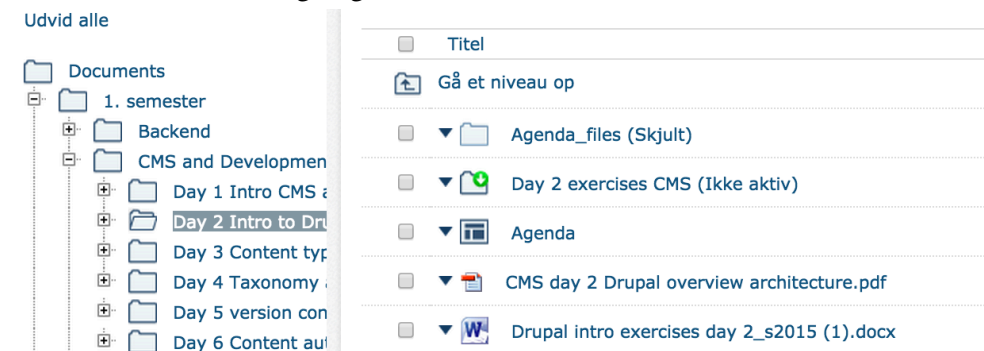 Udvid alle
Documents
1. semester
Backend
CMS and Developmen
Day 1 Intro CMS
Day 2 Intro to Dru
Day 3 Content typ
Day 4 Taxonomy
Day 5 version con
Day 6 Content aut
Titel
Gå et niveau op
Agenda_files (Skjult)
Day 2 exercises CMS (Ikke aktiv)
Agenda
CMS day 2 Drupal overview architecture.pdf
Drupal intro exercises day 2_s2015 (1).docx